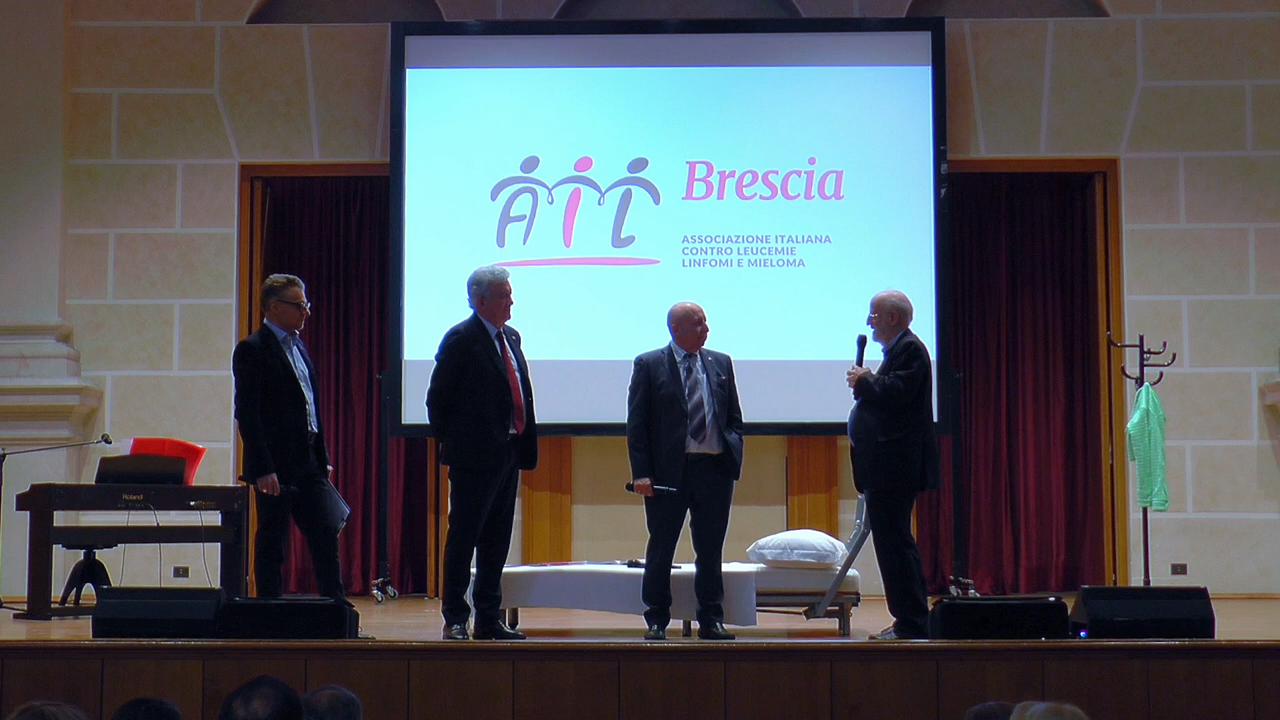 AIL
Brescia
ASSOCIAZIONE ITALIANA
CONTRO LEUCEMIE
LINFOMI E MIELOMA
Roland